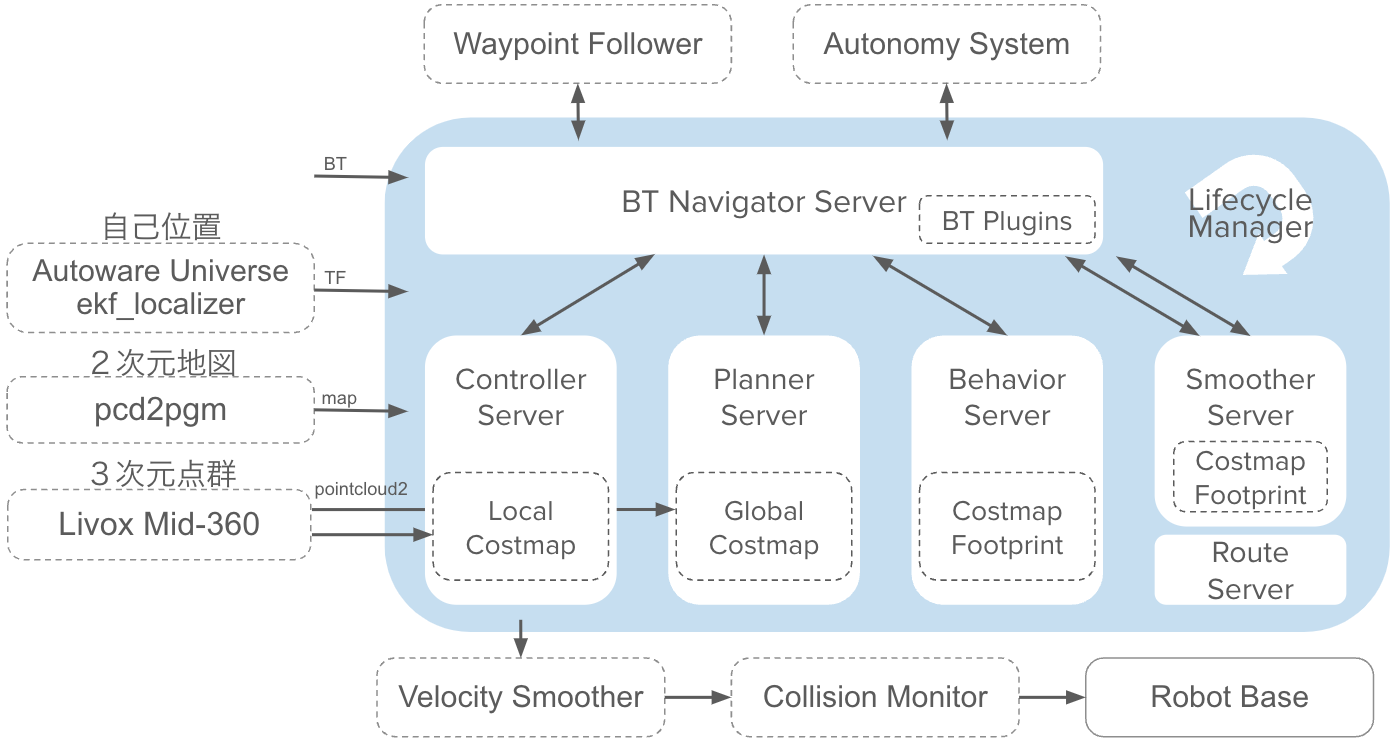 Waypoint Follower
Autonomy System
BT
BT Navigator Server
BT Plugins
Lifecycle
Manager
自己位置
Autoware Universe
ekf_localizer
TF
２次元地図
pcd2pgm
map
３次元点群
Livox Mid-360
pointcloud2
Controller
Server
Local
Costmap
Planner
Server
Global
Costmap
Behavior
Server
Costmap
Footprint
Smoother
Server
Costmap
Footprint
Route
Server
Velocity Smoother
Collision Monitor
Robot Base